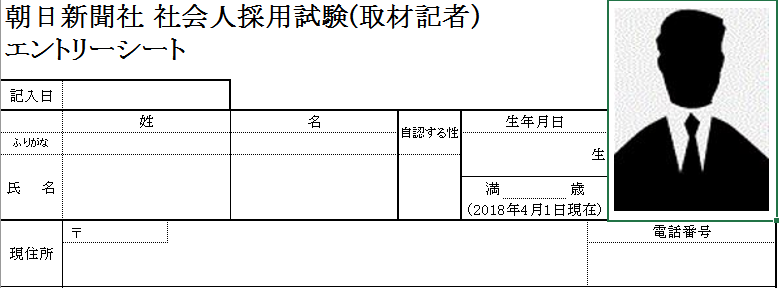 朝日新聞社 社会人採用試験(取材記者)
エントリーシート
記入日
姓 名 自認する性 生年月日
ふりがな
生
氏 名
満 歳
(2018年4月1日現在)
現住所 〒 電話番号